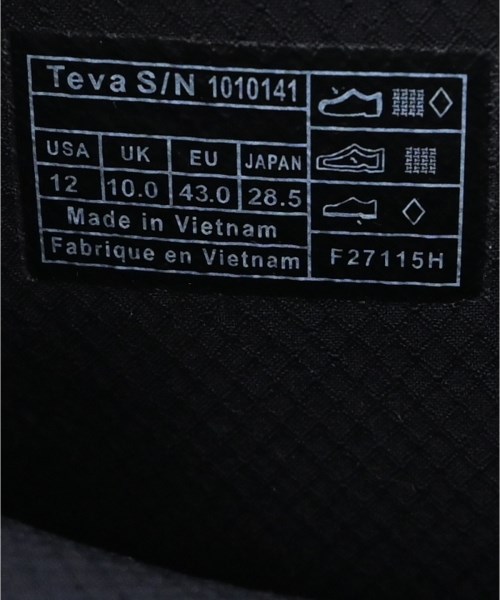 Teva S/N 1010141
USA UK EU JAPAN
12 10.0 43.0 28.5
Made in Vietnam
Fabrique en Vietnam
F27115H